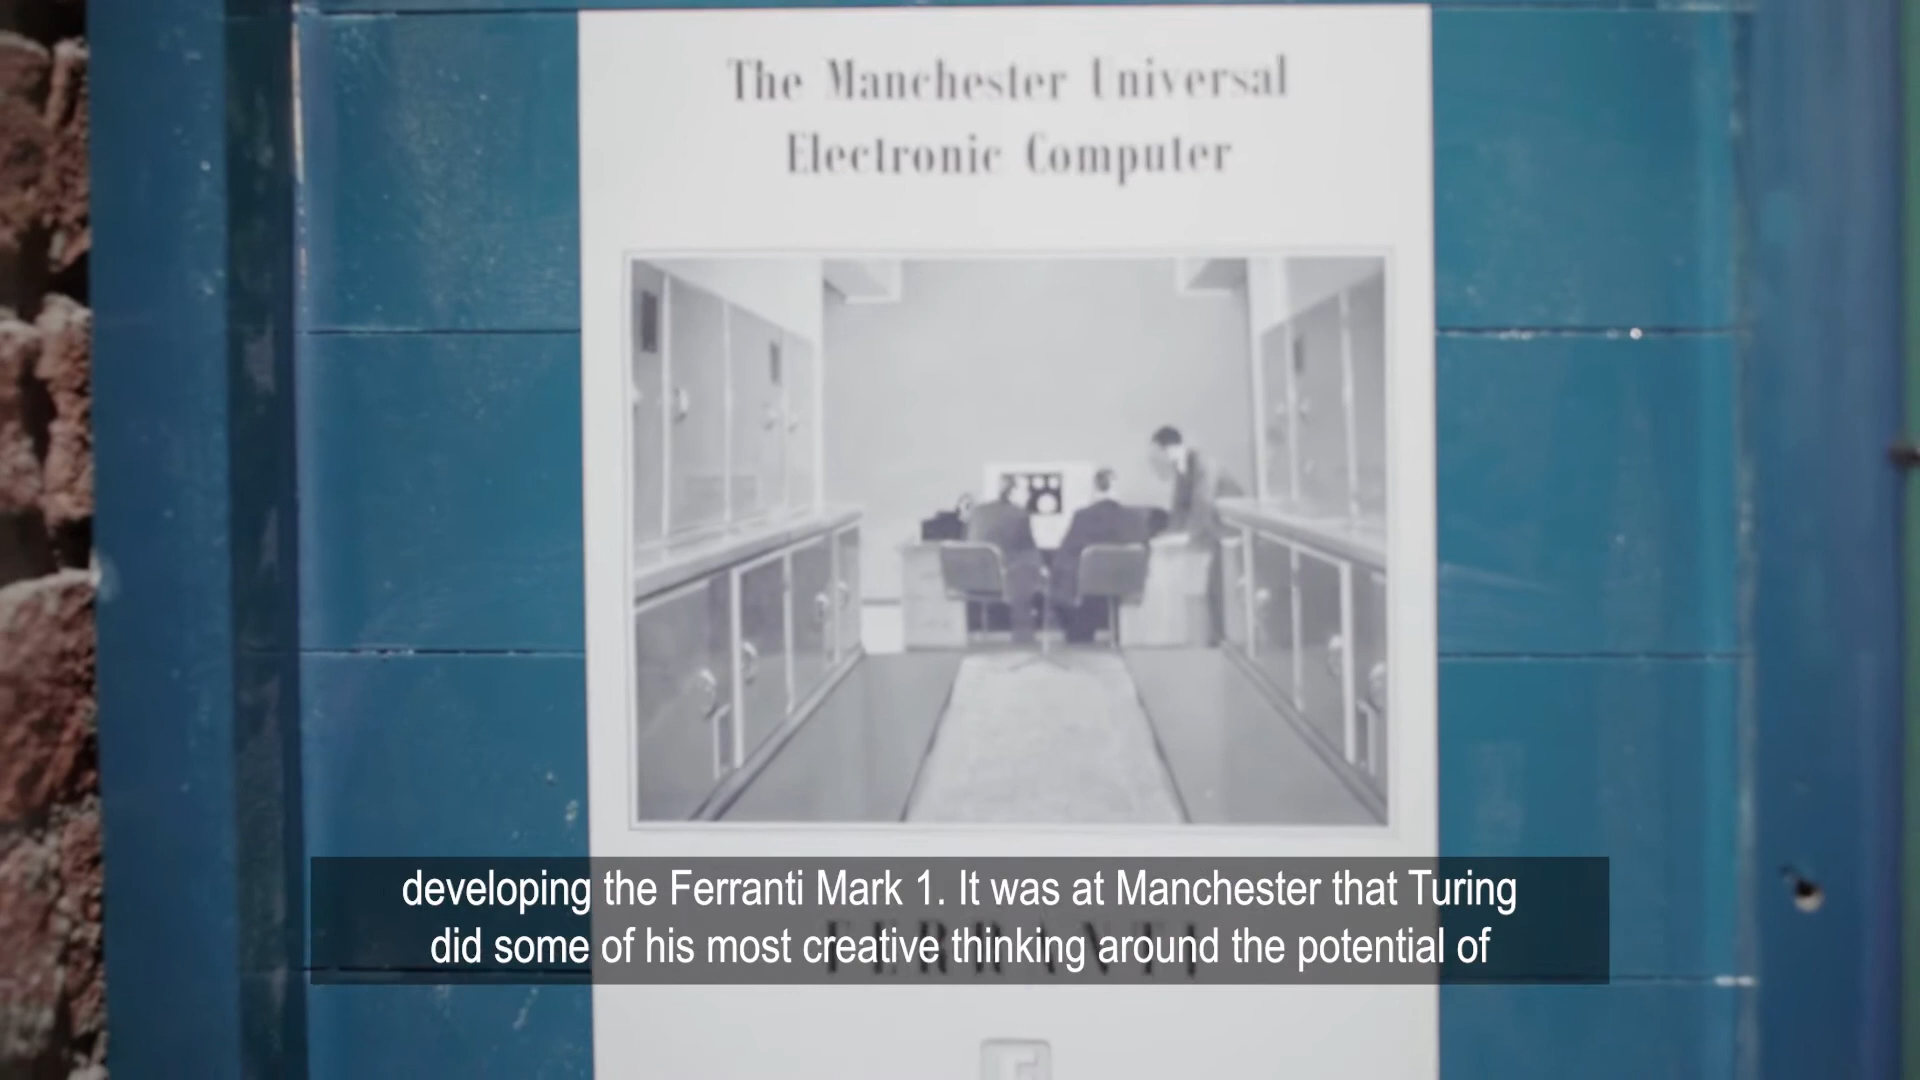 The Manchester Universal
Electronic Computer
developing the Ferranti Mark 1. It was at Manchester that Turing
FERRANTI
did some of his most creative thinking around the potential of